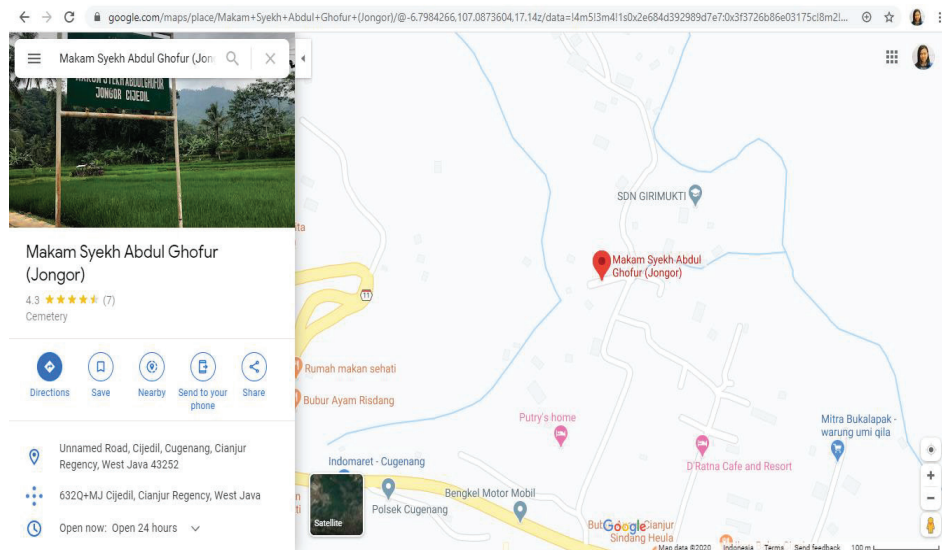 google.com/maps/place/Makam+Syekh+Abdul+Ghofur+(Jongor)/@-6.7984266,107.0873604,17.14z/data=!4m5!3m4!1s0x2e684d392989d7e7:0x3f3726b86e03175c!8m2!...
Makam Syekh Abdul Ghofur (Jon
MAKAM SYEKH ABDULGHOFUR
JONGOR CIJEDIL
Makam Syekh Abdul Ghofur
(Jongor)
4.3 (7)
Cemetery
Directions
Save
Nearby
Send to your
phone
Share
Unnamed Road, Cijedil, Cugenang, Cianjur
Regency, West Java 43252
632Q+MJ Cijedil, Cianjur Regency, West Java
Open now: Open 24 hours
SDN GIRIMUKTI
Makam Syekh Abdul
Ghofur (Jongor)
11
Rumah makan sehati
Bubur Ayam Risdang
Putry's home
Mitra Bukalapak -
warung umi qila
D'Ratna Cafe and Resort
Indomaret - Cugenang
Bengkel Motor Mobil
Polsek Cugenang
Satellite
Google
Cianjur
Sindang Heula
Map data ©2020 Indonesia Terms Send feedback 100 m